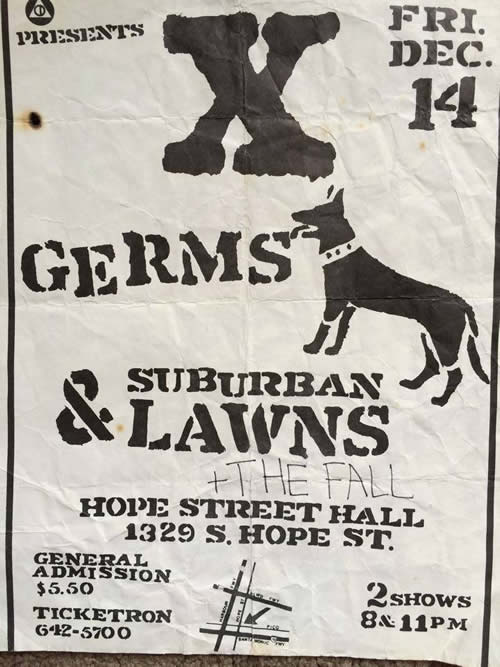 PRESENTS
X
FRI.
DEC.
14
GERMS
SUBURBAN
& LAWNS
+ THE FALL
HOPE STREET HALL
1329 S. HOPE ST.
GENERAL
ADMISSION
$5.50
TICKETRON
642-5700
2 SHOWS
8 & 11 PM
PICO